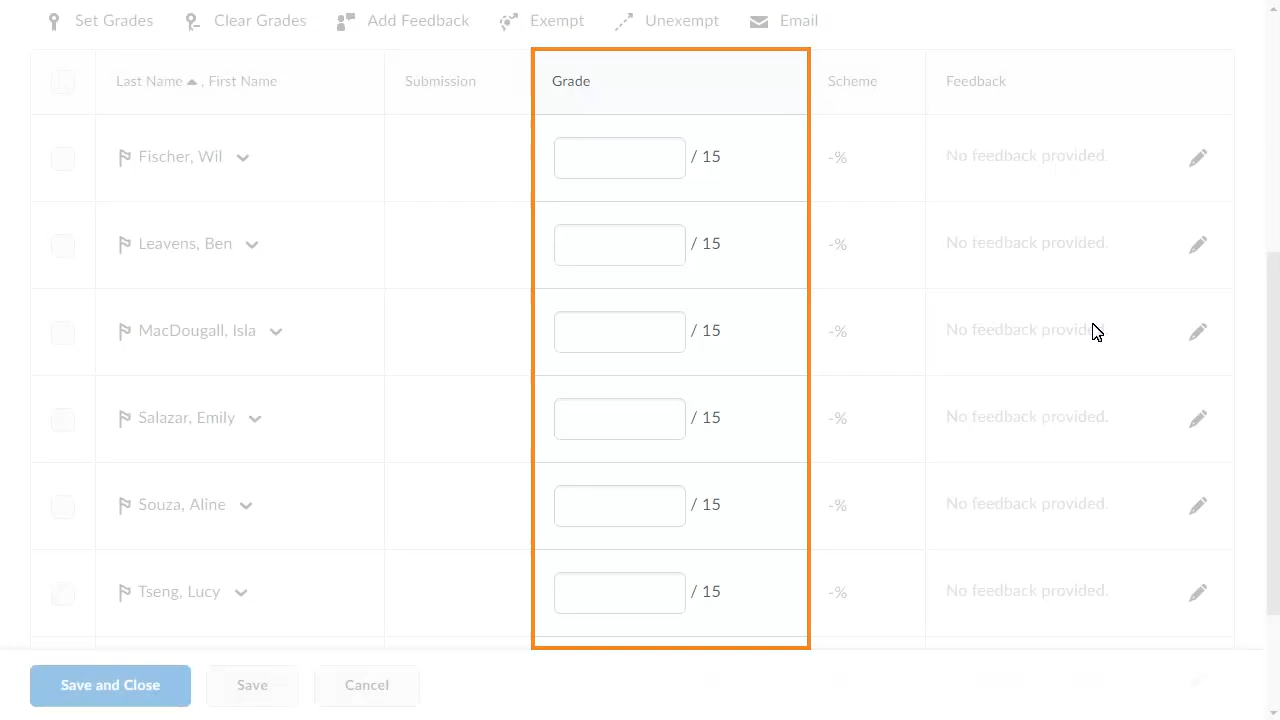 Set Grades Clear Grades Add Feedback Exempt Unexempt Email
Last Name , First Name Submission Grade Scheme Feedback
Fischer, Wil / 15 -% No feedback provided.
Leavens, Ben / 15 -% No feedback provided.
MacDougall, Isla / 15 -% No feedback provided.
Salazar, Emily / 15 -% No feedback provided.
Souza, Aline / 15 -% No feedback provided.
Tseng, Lucy / 15 -% No feedback provided.
Save and Close Save Cancel